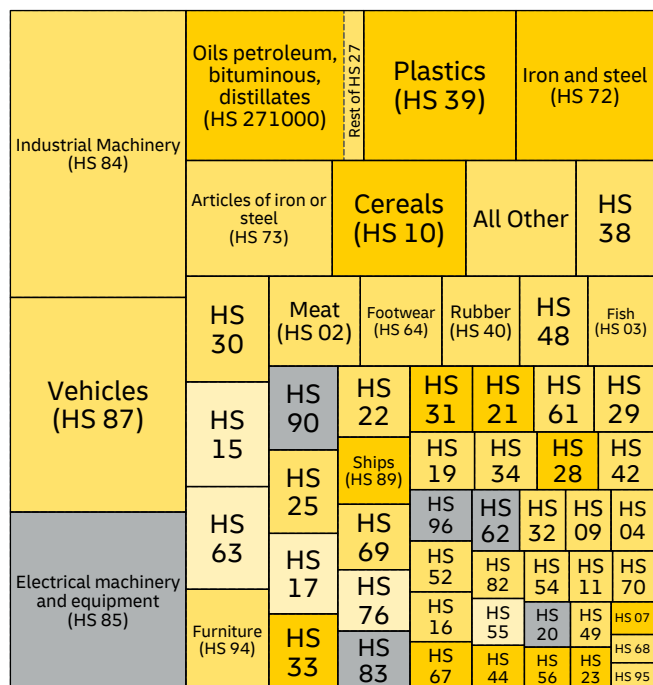 Industrial Machinery
(HS 84)
Vehicles
(HS 87)
Electrical machinery
and equipment
(HS 85)
Oils petroleum,
bituminous,
distillates
(HS 271000)
Rest of HS 27
Plastics
(HS 39)
Iron and steel
(HS 72)
Articles of iron or
steel
(HS 73)
Cereals
(HS 10)
All Other
HS
38
HS
30
HS
15
HS
63
Furniture
(HS 94)
Meat
(HS 02)
Footwear
(HS 64)
Rubber
(HS 40)
HS
48
Fish
(HS 03)
HS
90
HS
25
HS
17
HS
33
HS
22
Ships
(HS 89)
HS
69
HS
76
HS
83
HS
31
HS
21
HS
61
HS
29
HS
19
HS
34
HS
28
HS
42
HS
96
HS
52
HS
16
HS
67
HS
62
HS
32
HS
09
HS
04
HS
82
HS
54
HS
11
HS
70
HS
55
HS
20
HS
49
HS 07
HS 68
HS
44
HS
56
HS
23
HS 95